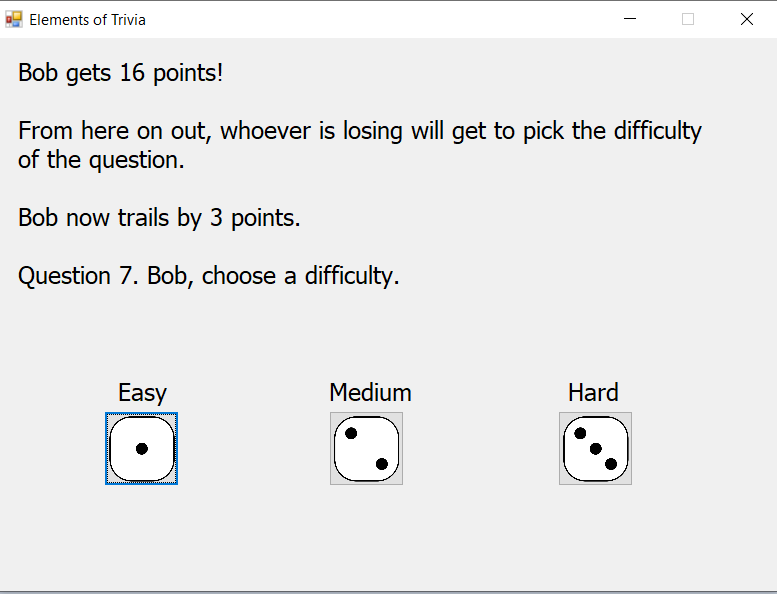 Elements of Trivia
Bob gets 16 points!
From here on out, whoever is losing will get to pick the difficulty
of the question.
Bob now trails by 3 points.
Question 7. Bob, choose a difficulty.
Easy Medium Hard